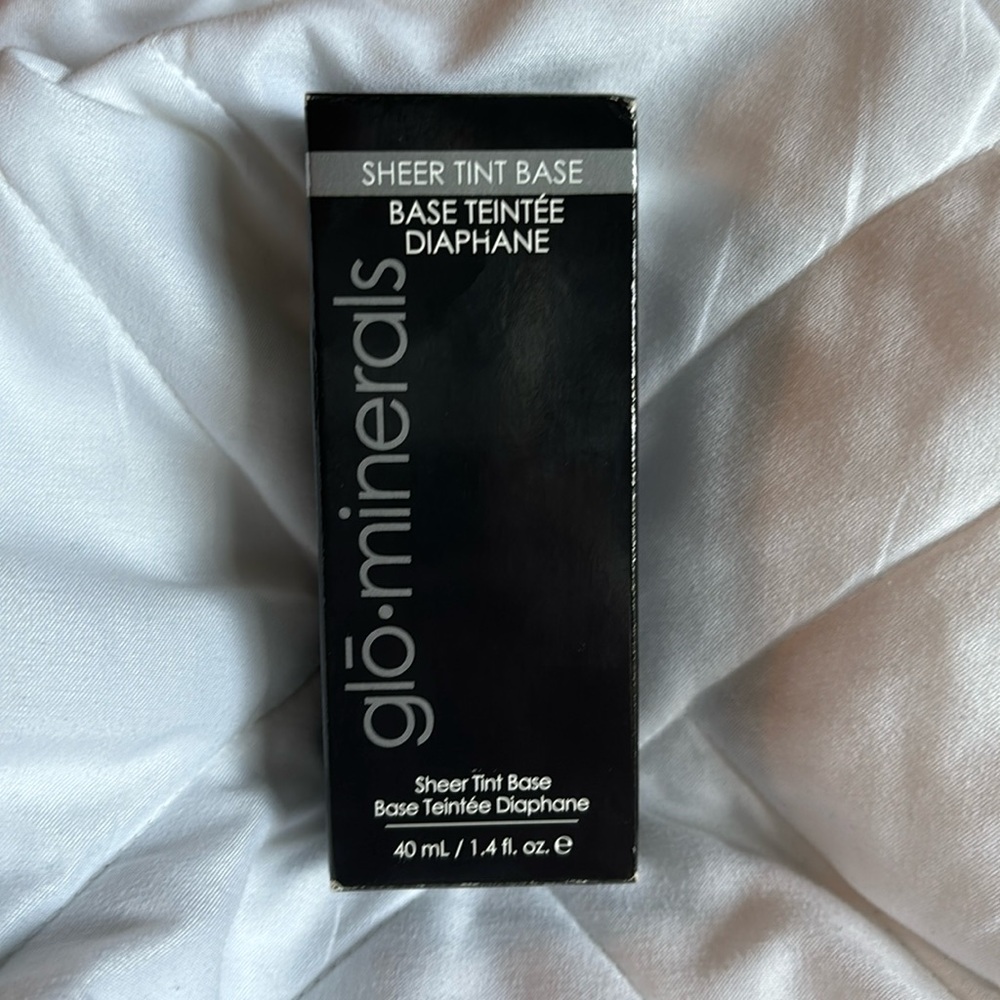 SHEER TINT BASE
BASE TEINTÉE
DIAPHANE
glō·minerals
Sheer Tint Base
Base Teintée Diaphane
40 mL / 1.4 fl. oz. ℮